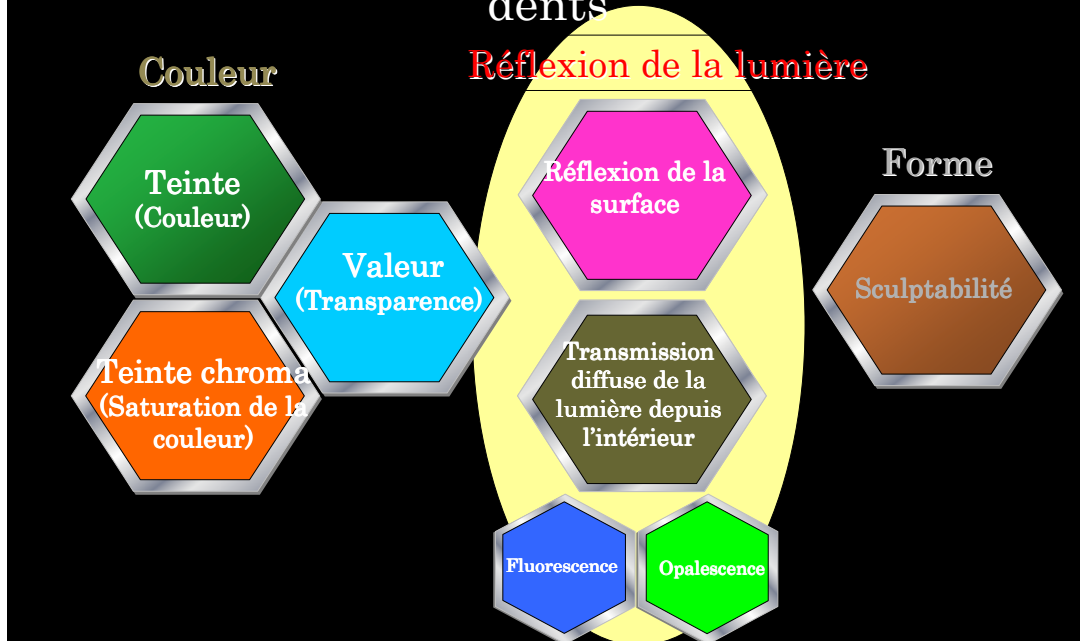 dents
Réflexion de la lumière
Couleur
Forme
Teinte
(Couleur)
Valeur
(Transparence)
Teinte chroma
(Saturation de la
couleur)
Réflexion de la
surface
Transmission
diffuse de la
lumière depuis
l'intérieur
Fluorescence
Opalescence
Sculptabilité